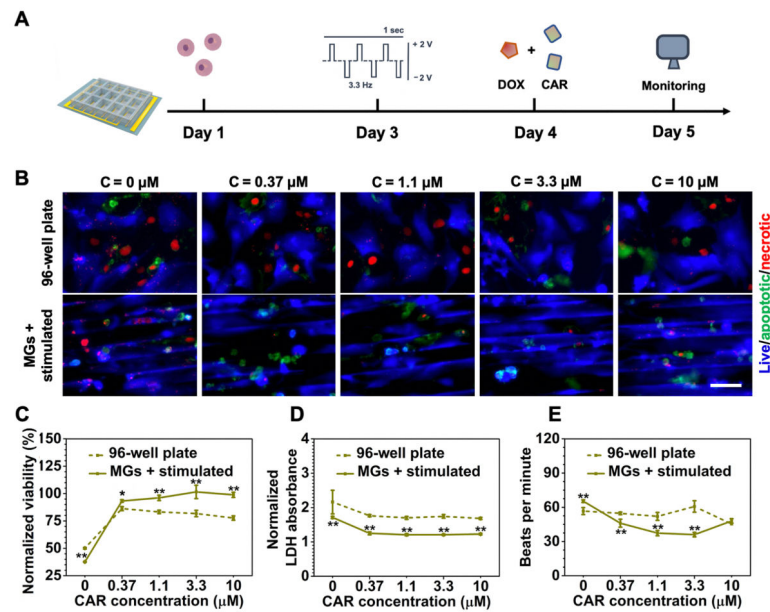 A
1 sec
+ 2 V
− 2 V
3.3 Hz
DOX + CAR
Monitoring
Day 1
Day 3
Day 4
Day 5
B
C = 0 µM
C = 0.37 µM
C = 1.1 µM
C = 3.3 µM
C = 10 µM
96-well plate
MGs +
stimulated
Live/apoptotic/necrotic
C
Normalized viability (%)
150
125
100
75
50
25
96-well plate
MGs + stimulated
**
*
**
**
**
0
0.37
1.1
3.3
10
CAR concentration (µM)
D
Normalized
LDH absorbance
4
3
2
1
0
96-well plate
MGs + stimulated
**
**
**
**
**
0
0.37
1.1
3.3
10
CAR concentration (µM)
E
Beats per minute
120
90
60
30
0
96-well plate
MGs + stimulated
**
**
**
**
0
0.37
1.1
3.3
10
CAR concentration (µM)